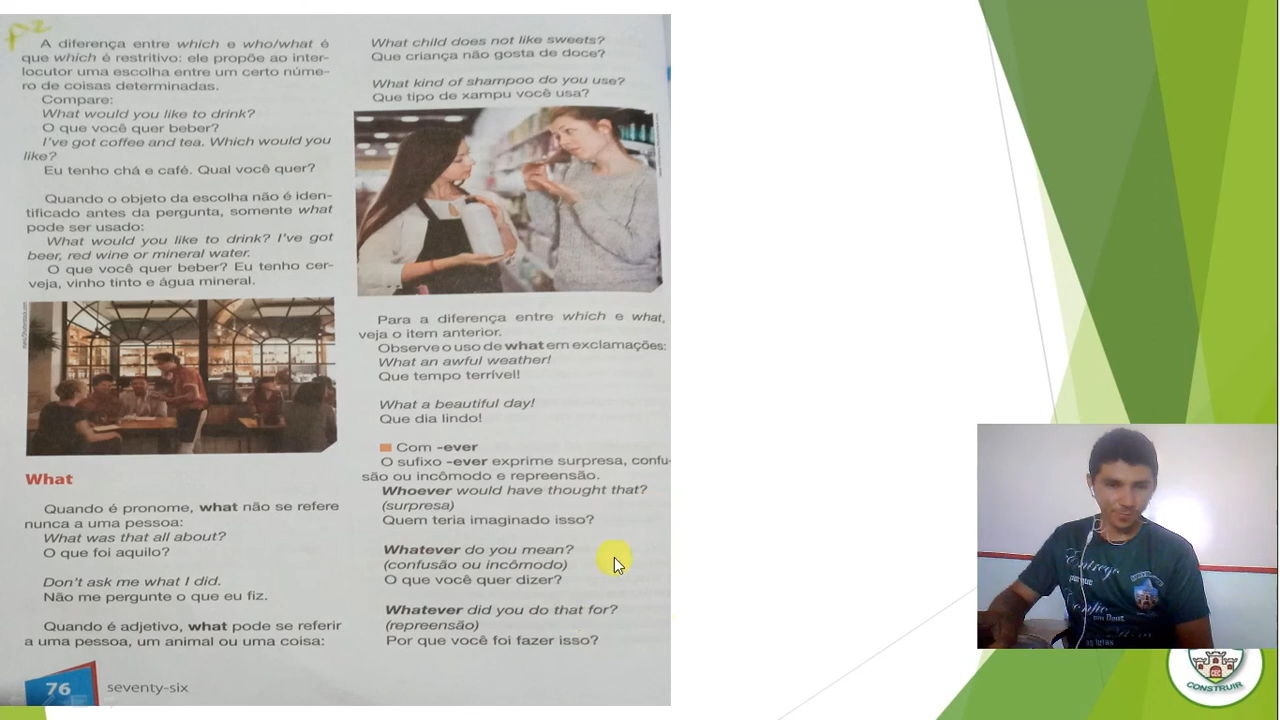 A diferença entre which e who/what é
que which é restritivo: ele propõe ao inter-
locutor uma escolha entre um certo núme-
ro de coisas determinadas.
Compare:
What would you like to drink?
O que você quer beber?
I've got coffee and tea. Which would you
like?
Eu tenho chá e café. Qual você quer?
Quando o objeto da escolha não é iden-
tificado antes da pergunta, somente what
pode ser usado:
What would you like to drink? I've got
beer, red wine or mineral water.
O que você quer beber? Eu tenho cer-
veja, vinho tinto e água mineral.
What
Quando é pronome, what não se refere
nunca a uma pessoa:
What was that all about?
O que foi aquilo?
Don't ask me what I did.
Não me pergunte o que eu fiz.
Quando é adjetivo, what pode se referir
a uma pessoa, um animal ou uma coisa:
76 seventy-six
What child does not like sweets?
Que criança não gosta de doce?
What kind of shampoo do you use?
Que tipo de xampu você usa?
Para a diferença entre which e what,
veja o item anterior.
Observe o uso de what em exclamações:
What an awful weather!
Que tempo terrível!
What a beautiful day!
Que dia lindo!
Com -ever
O sufixo -ever exprime surpresa, confu-
são ou incômodo e repreensão.
Whoever would have thought that?
(surpresa)
Quem teria imaginado isso?
Whatever do you mean?
(confusão ou incômodo)
O que você quer dizer?
Whatever did you do that for?
(repreensão)
Por que você foi fazer isso?
Entrego
porque
Confio
em Deus
CEC
CONSTRUIR